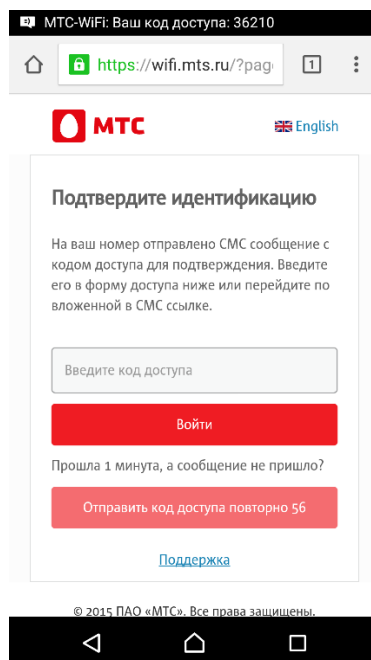 МТС-WiFi: Ваш код доступа: 36210
https://wifi.mts.ru/?pag
1
МТС
English
Подтвердите идентификацию
На ваш номер отправлено СМС сообщение с
кодом доступа для подтверждения. Введите
его в форму доступа ниже или перейдите по
вложенной в СМС ссылке.
Введите код доступа
Войти
Прошла 1 минута, а сообщение не пришло?
Отправить код доступа повторно 56
Поддержка
© 2015 ПАО «МТС». Все права защищены.